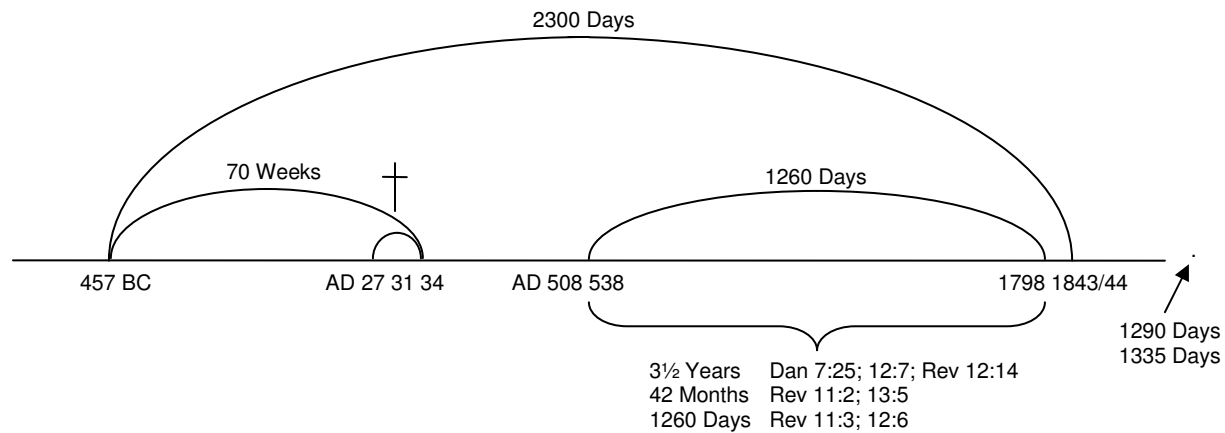 2300 Days
70 Weeks
1260 Days
457 BC
AD 27 31 34
AD 508 538
1798 1843/44
1290 Days
1335 Days
3½ Years Dan 7:25; 12:7; Rev 12:14
42 Months Rev 11:2; 13:5
1260 Days Rev 11:3; 12:6